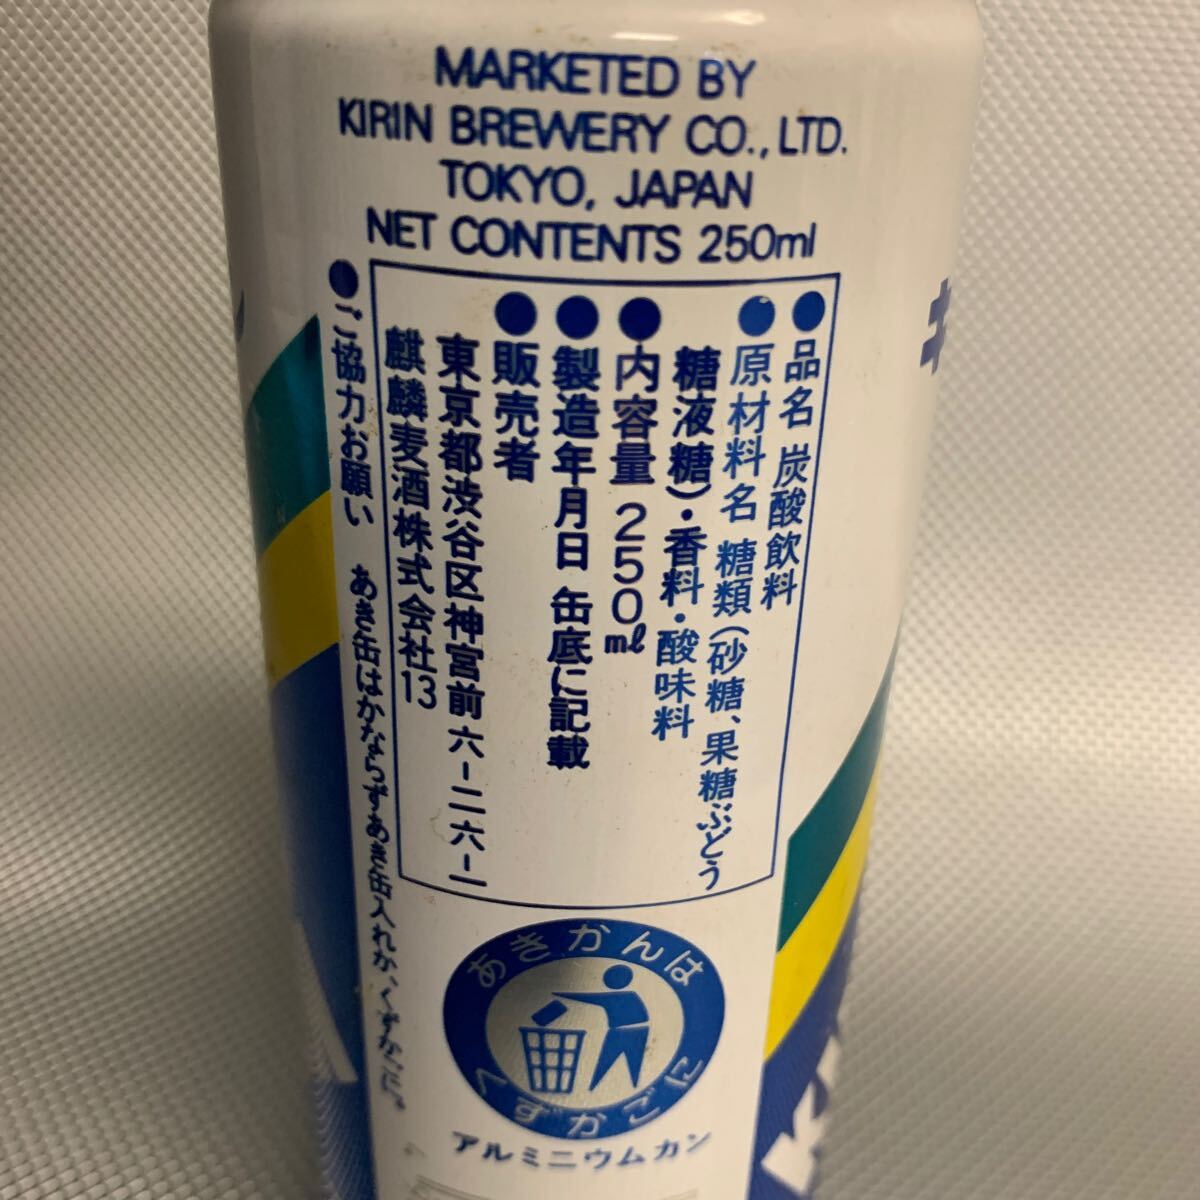 MARKETED BY
KIRIN BREWERY CO., LTD.
TOKYO, JAPAN
NET CONTENTS 250ml
●品名 炭酸飲料
●原材料名 糖類(砂糖、果糖ぶどう
糖液糖)・香料・酸味料
●内容量 250ml
●製造年月日 缶底に記載
●販売者
東京都渋谷区神宮前六ー二六ー一
麒麟麦酒株式会社13
●ご協力お願い あき缶はかならずあき缶入れか、くずかごに。
あきかんは
くずかごに
アルミニウムカン
キ